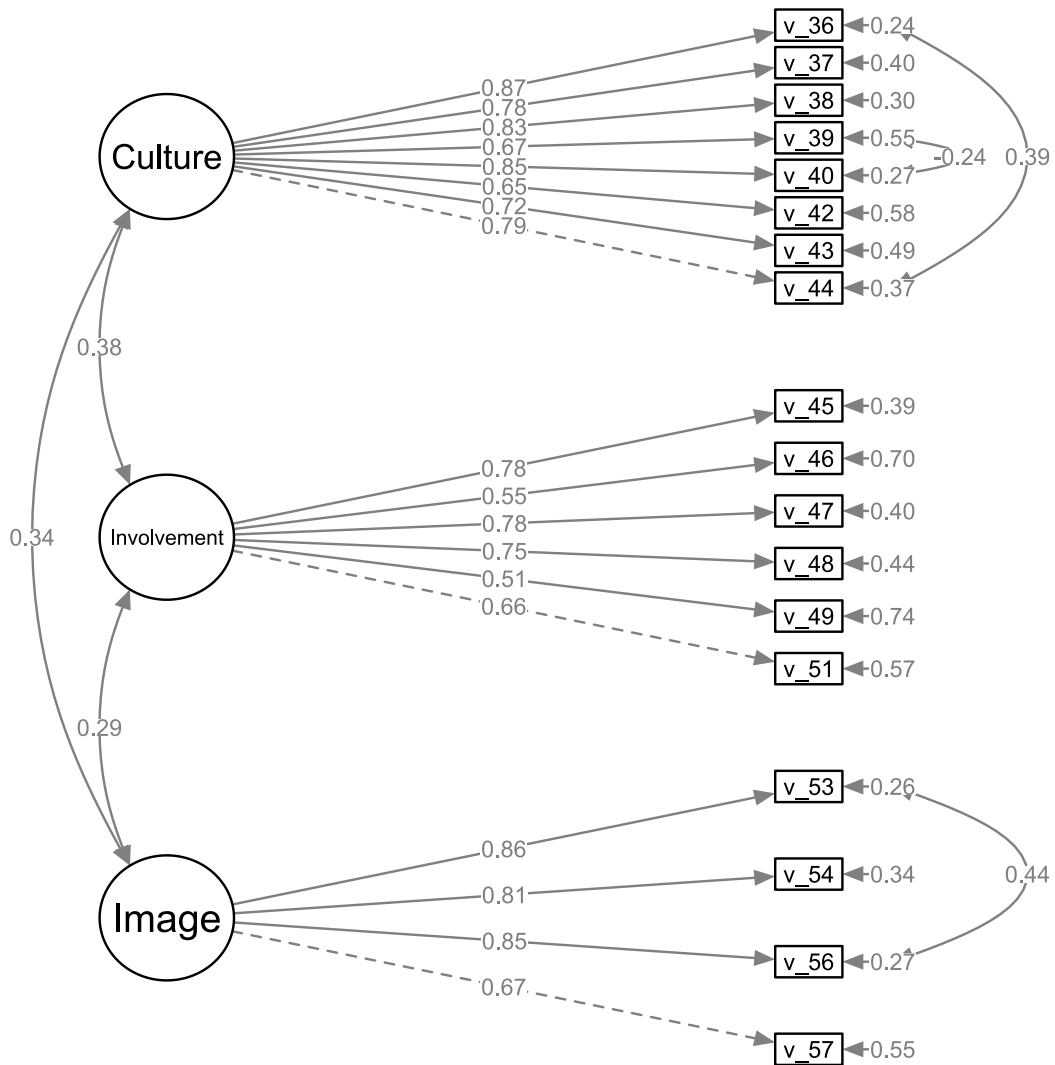 v_36 0.24
v_37 0.40
0.87
0.78
v_38 0.30
0.83
0.67
v_39 0.55
Culture
-0.24 0.39
0.85
v_40 0.27
0.65
0.72
v_42 0.58
0.79
v_43 0.49
v_44 0.37
0.38
v_45 0.39
v_46 0.70
0.78
0.55
v_47 0.40
0.78
0.34
Involvement
0.75
v_48 0.44
0.51
0.66
v_49 0.74
v_51 0.57
0.29
v_53 0.26
0.86
v_54 0.34 0.44
0.81
Image
0.85
v_56 0.27
0.67
v_57 0.55